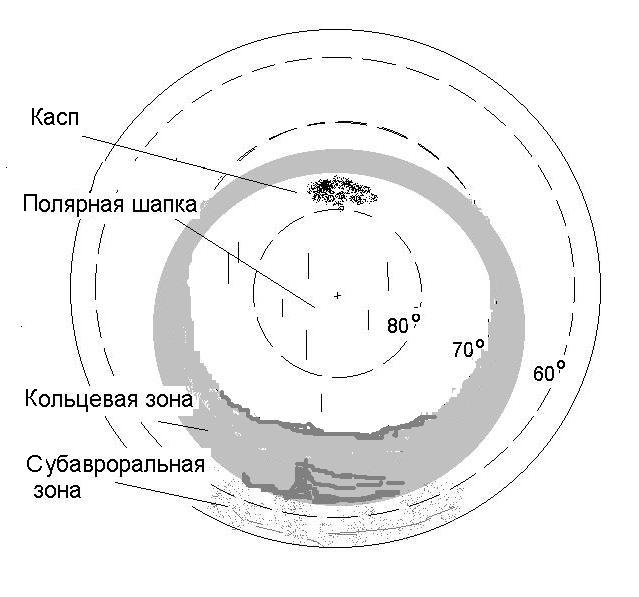 Касп
Полярная шапка
80°
70°
60°
Кольцевая зона
Субавроральная
зона